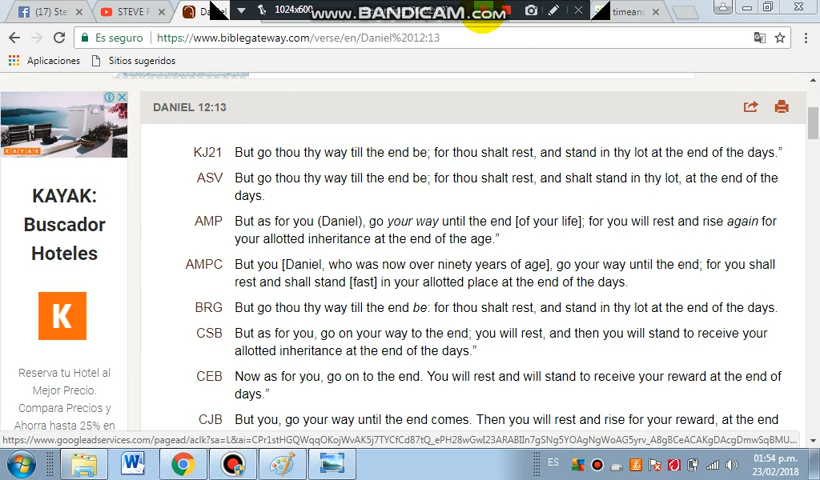 1024x600
www.BANDICAM.com
(17) Ste
STEVE F
timean
Es seguro
https://www.biblegateway.com/verse/en/Daniel%2012:13
Aplicaciones
Sitios sugeridos
DANIEL 12:13
KJ21 But go thou thy way till the end be; for thou shalt rest, and stand in thy lot at the end of the days.”
ASV But go thou thy way till the end be; for thou shalt rest, and shalt stand in thy lot, at the end of the
days.
AMP But as for you (Daniel), go your way until the end [of your life]; for you will rest and rise again for
your allotted inheritance at the end of the age.”
AMPC But you [Daniel, who was now over ninety years of age], go your way until the end; for you shall
rest and shall stand [fast] in your allotted place at the end of the days.
BRG But go thou thy way till the end be: for thou shalt rest, and stand in thy lot at the end of the days.
CSB But as for you, go on your way to the end; you will rest, and then you will stand to receive your
allotted inheritance at the end of the days.”
CEB Now as for you, go on to the end. You will rest and will stand to receive your reward at the end of
days.”
CJB But you, go your way until the end comes. Then you will rest and rise for your reward, at the end
KAYAK
KAYAK:
Buscador
Hoteles
K
Reserva tu Hotel al
Mejor Precio.
Compara Precios y
Ahorra hasta 25% en
ES
01:54 p.m.
23/02/2018